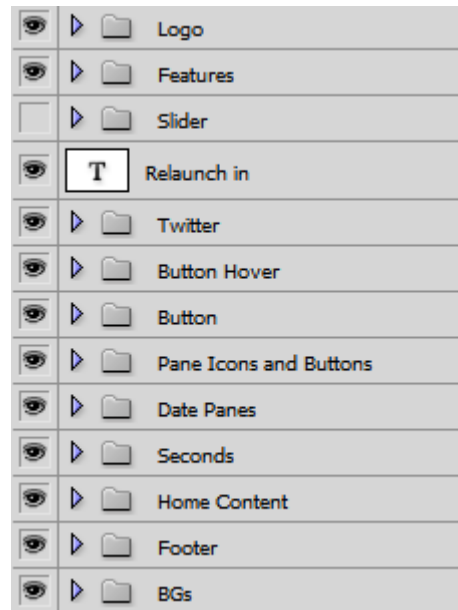 Logo
Features
Slider
T Relaunch in
Twitter
Button Hover
Button
Pane Icons and Buttons
Date Panes
Seconds
Home Content
Footer
BGs